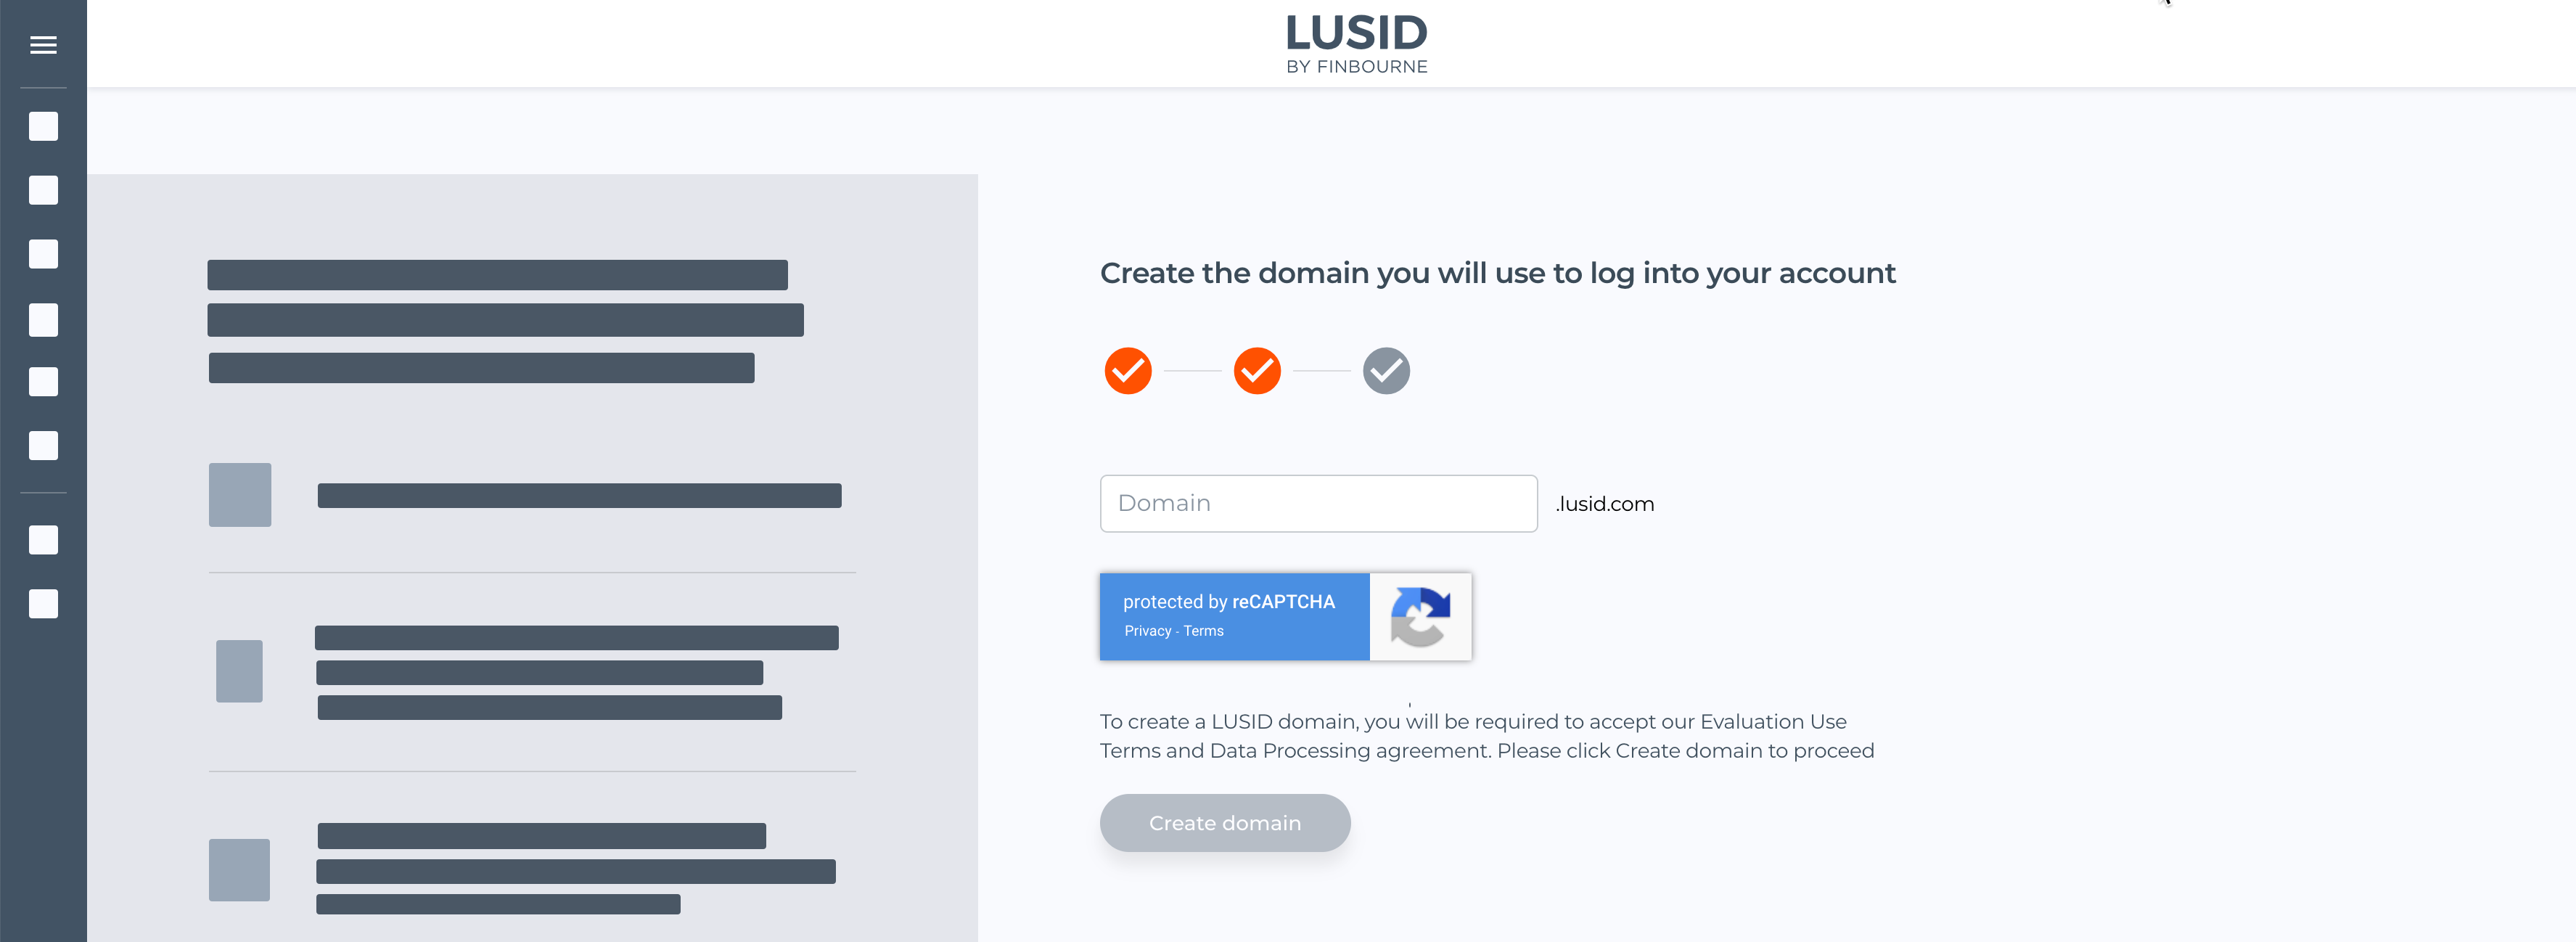 LUSID
BY FINBOURNE
Create the domain you will use to log into your account
Domain
.lusid.com
protected by reCAPTCHA
Privacy - Terms
To create a LUSID domain, you will be required to accept our Evaluation Use
Terms and Data Processing agreement. Please click Create domain to proceed
Create domain